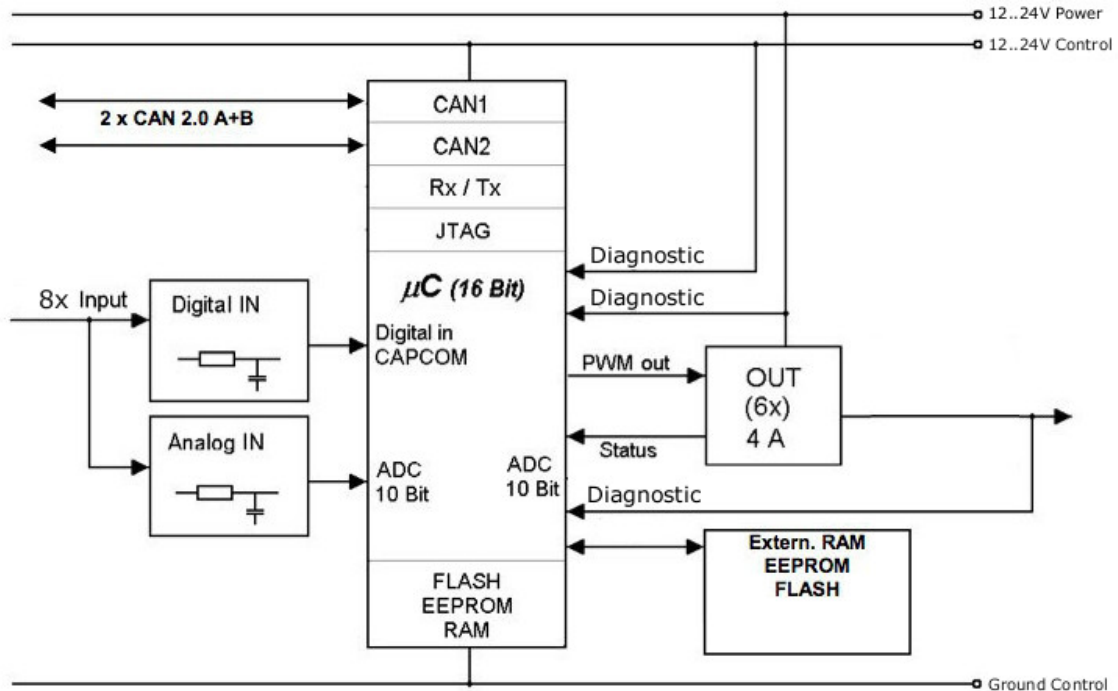 12..24V Power
12..24V Control
CAN1
2 x CAN 2.0 A+B
CAN2
Rx / Tx
JTAG
Diagnostic
µC (16 Bit)
8x Input
Digital IN
Diagnostic
Digital in
CAPCOM
PWM out
OUT
(6x)
4 A
Analog IN
Status
ADC
10 Bit
ADC
10 Bit
Diagnostic
Extern. RAM
EEPROM
FLASH
FLASH
EEPROM
RAM
Ground Control